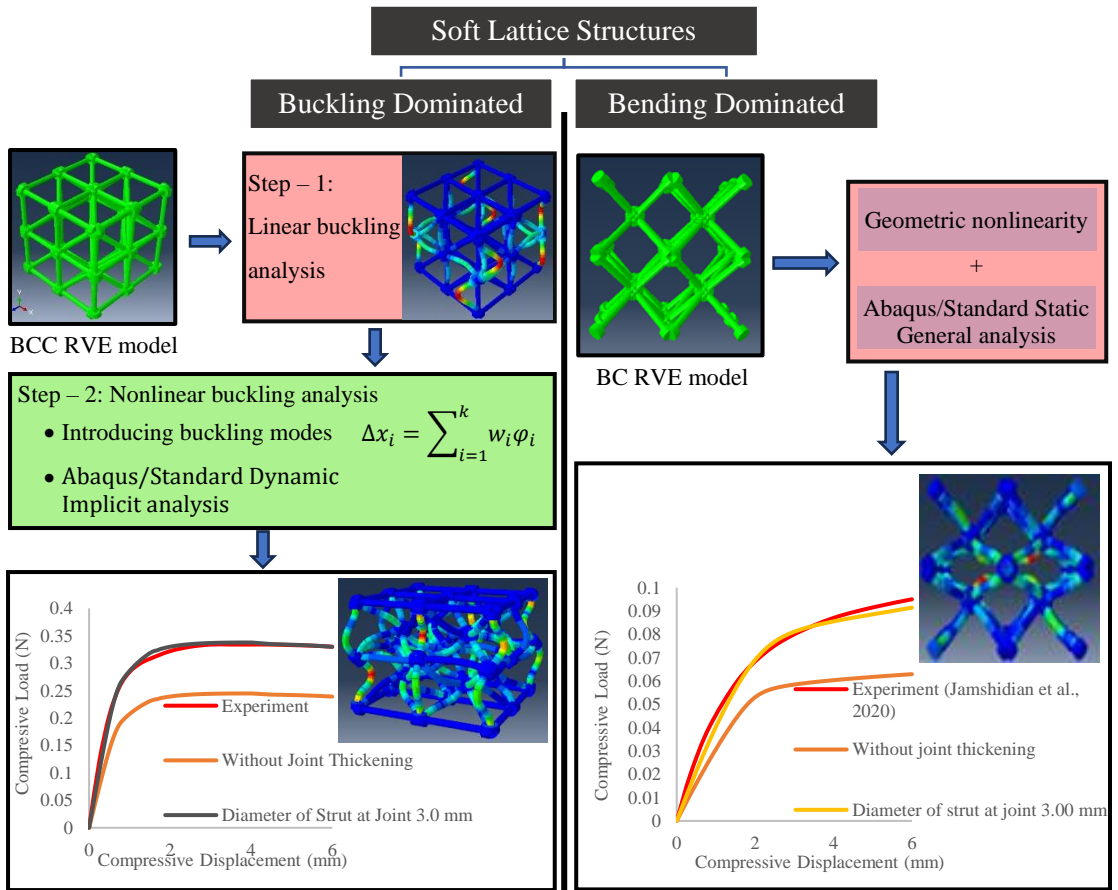 Soft Lattice Structures
Buckling Dominated
Bending Dominated
Step – 1:
Linear buckling
analysis
Y
X
BCC RVE model
Step – 2: Nonlinear buckling analysis
• Introducing buckling modes Δx_i = ∑_{i=1}^{k} w_iφ_i
• Abaqus/Standard Dynamic
Implicit analysis
Compressive Load (N)
0.4
0.35
0.3
0.25
0.2
0.15
0.1
0.05
0
Experiment
Without Joint Thickening
Diameter of Strut at Joint 3.0 mm
0 2 4 6
Compressive Displacement (mm)
BC RVE model
Geometric nonlinearity
+
Abaqus/Standard Static
General analysis
Compressive Load (N)
0.1
0.09
0.08
0.07
0.06
0.05
0.04
0.03
0.02
0.01
0
Experiment (Jamshidian et al.,
2020)
Without joint thickening
Diameter of strut at joint 3.00 mm
0 2 4 6
Compressive Displacement (mm)